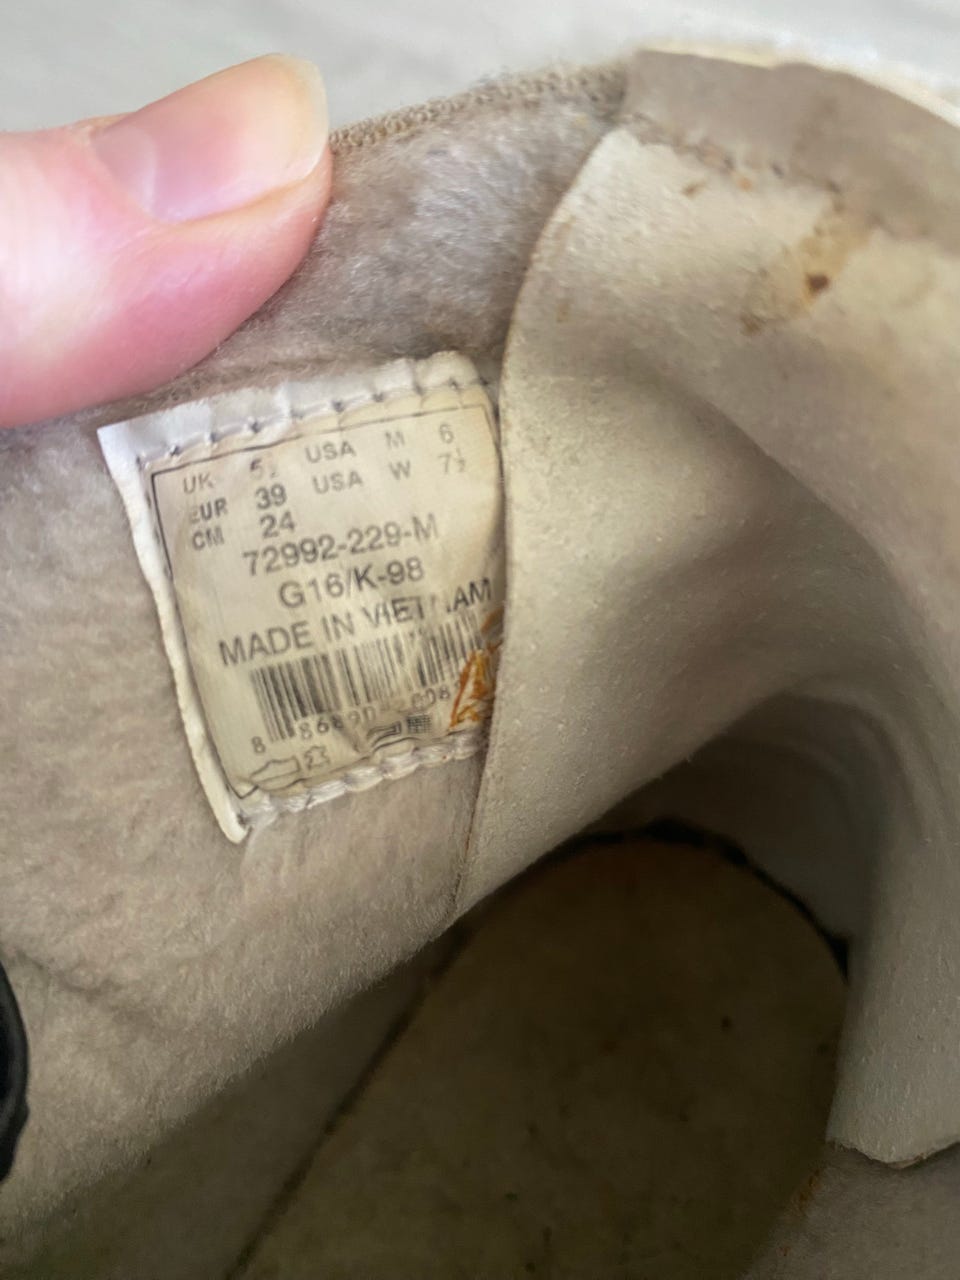 UK 5½ USA M 6
EUR 39 USA W 7½
CM 24
72992-229-M
G16/K-98
MADE IN VIETNAM